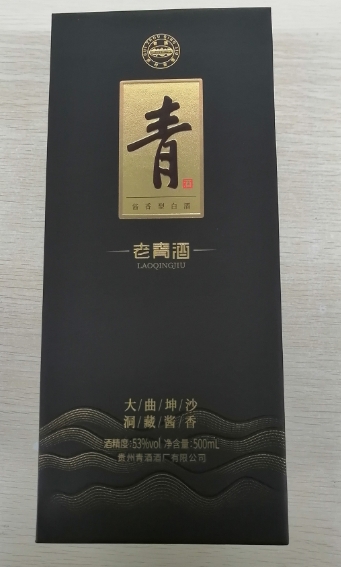 青
酱香型白酒
老青酒
LAOQINGJIU
大/曲/坤/沙
洞/藏/酱/香
酒精度:53%vol 净含量:500mL
贵州青酒酒厂有限公司